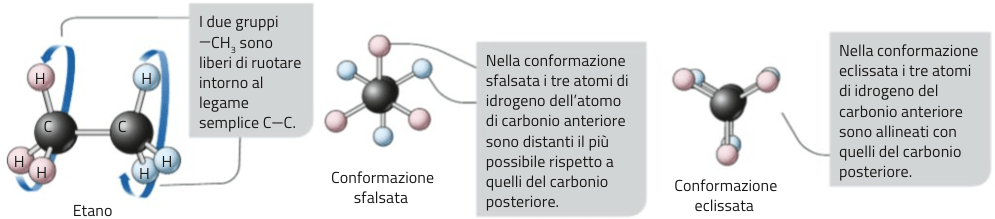 I due gruppi
—CH₃ sono
liberi di ruotare
intorno al
legame
semplice C—C.
H
H
C
C
H
H
H
H
Etano
Nella conformazione
sfalsata i tre atomi di
idrogeno dell'atomo
di carbonio anteriore
sono distanti il più
possibile rispetto a
quelli del carbonio
posteriore.
Conformazione
sfalsata
Nella conformazione
eclissata i tre atomi
di idrogeno del
carbonio anteriore
sono allineati con
quelli del carbonio
posteriore.
Conformazione
eclissata